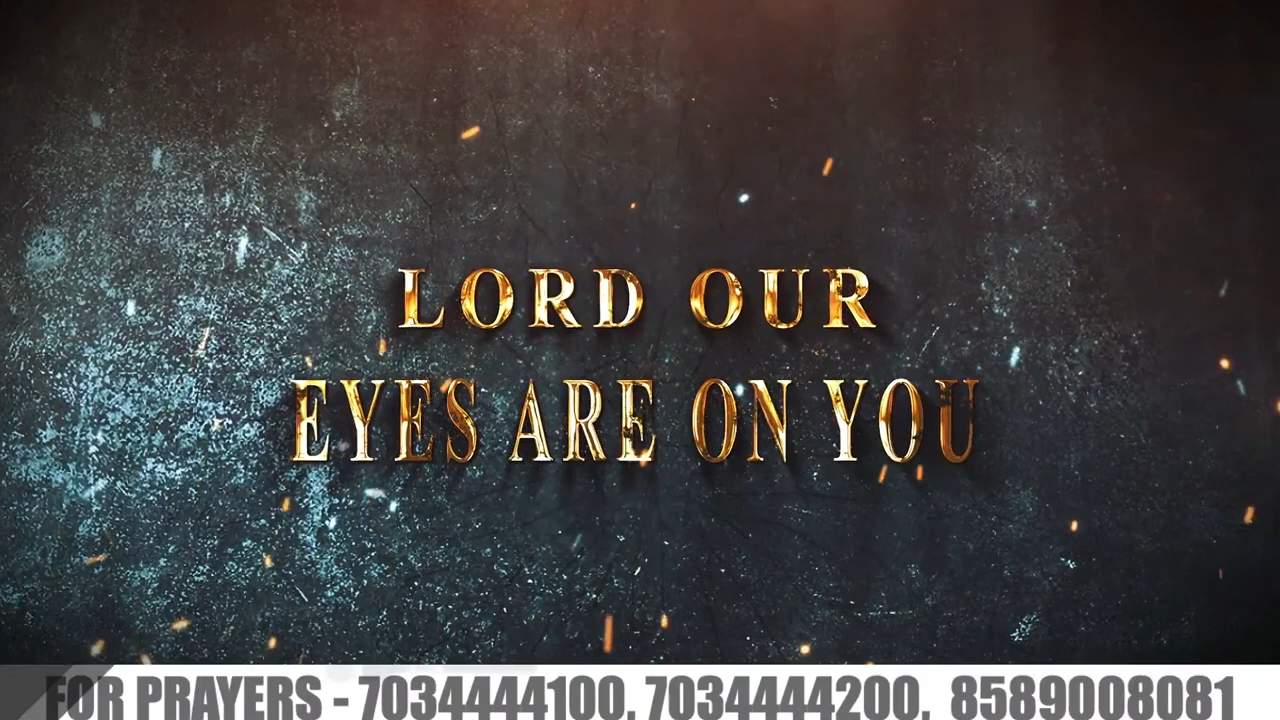 LORD OUR
EYES ARE ON YOU
FOR PRAYERS - 7034444100, 7034444200, 8589008081